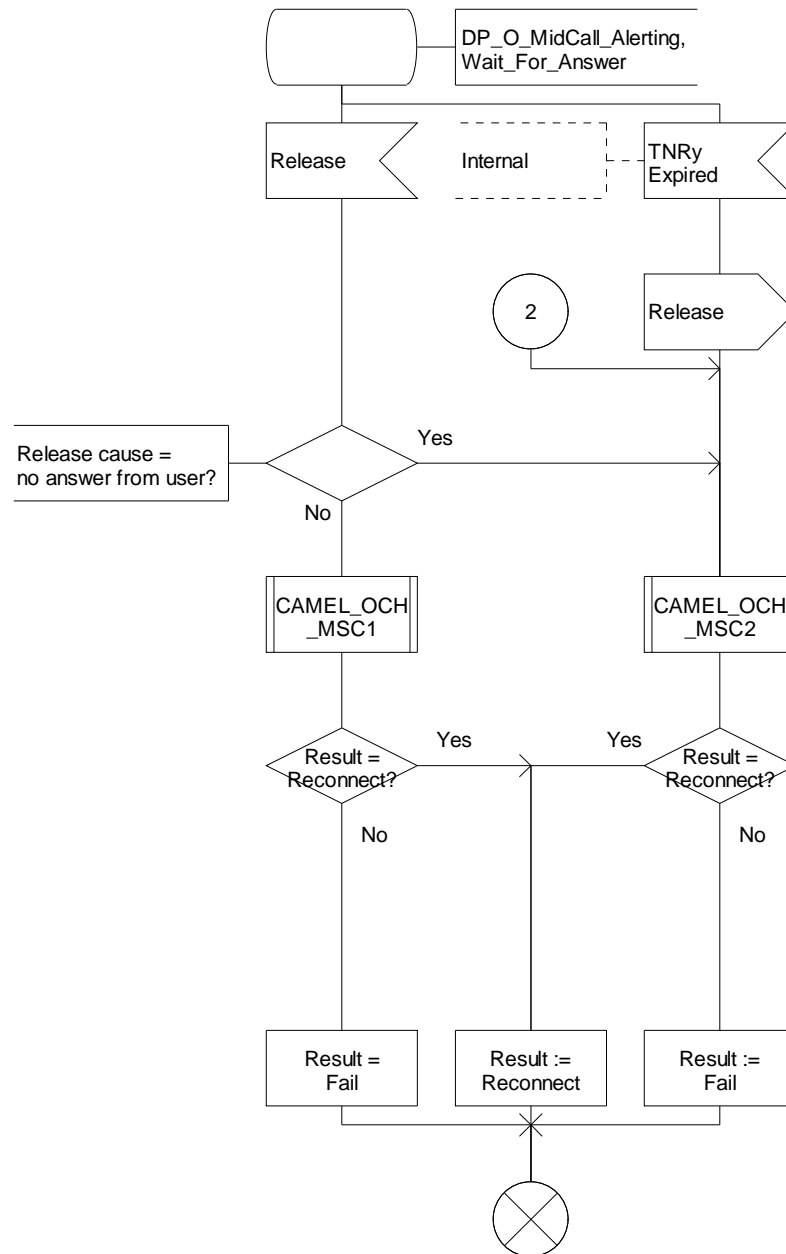 DP_O_MidCall_Alerting,
Wait_For_Answer
Release
Internal
TNRy
Expired
2
Release
Release cause =
no answer from user?
Yes
No
CAMEL_OCH
_MSC1
CAMEL_OCH
_MSC2
Result =
Reconnect?
Yes
Yes
Result =
Reconnect?
No
No
Result =
Fail
Result :=
Reconnect
Result :=
Fail